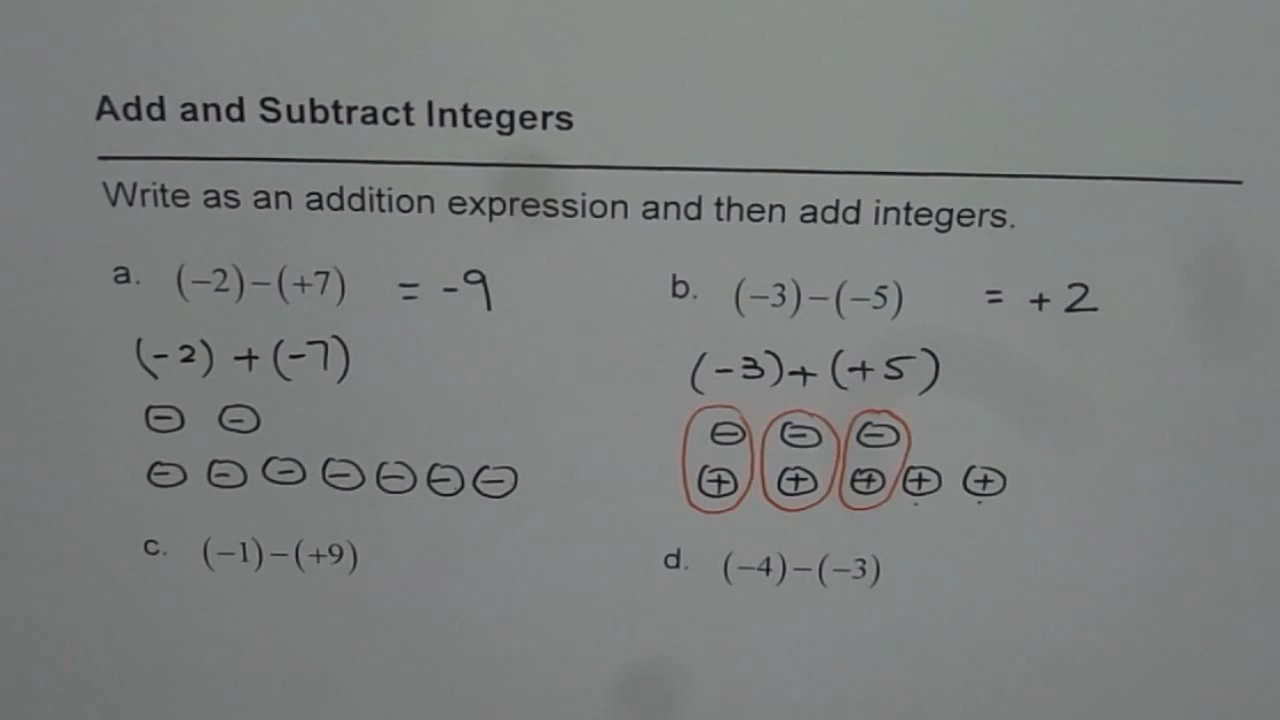 Add and Subtract Integers
Write as an addition expression and then add integers.
a. (−2)−(+7) = -9
b. (−3)−(−5) = +2
(-2) + (-7)
(-3)+(+5)
⊖ ⊖
⊖ ⊖ ⊖
⊖ ⊖ ⊖ ⊖ ⊖ ⊖ ⊖
⊕ ⊕ ⊕ ⊕ ⊕
c. (−1)−(+9)
d. (−4)−(−3)